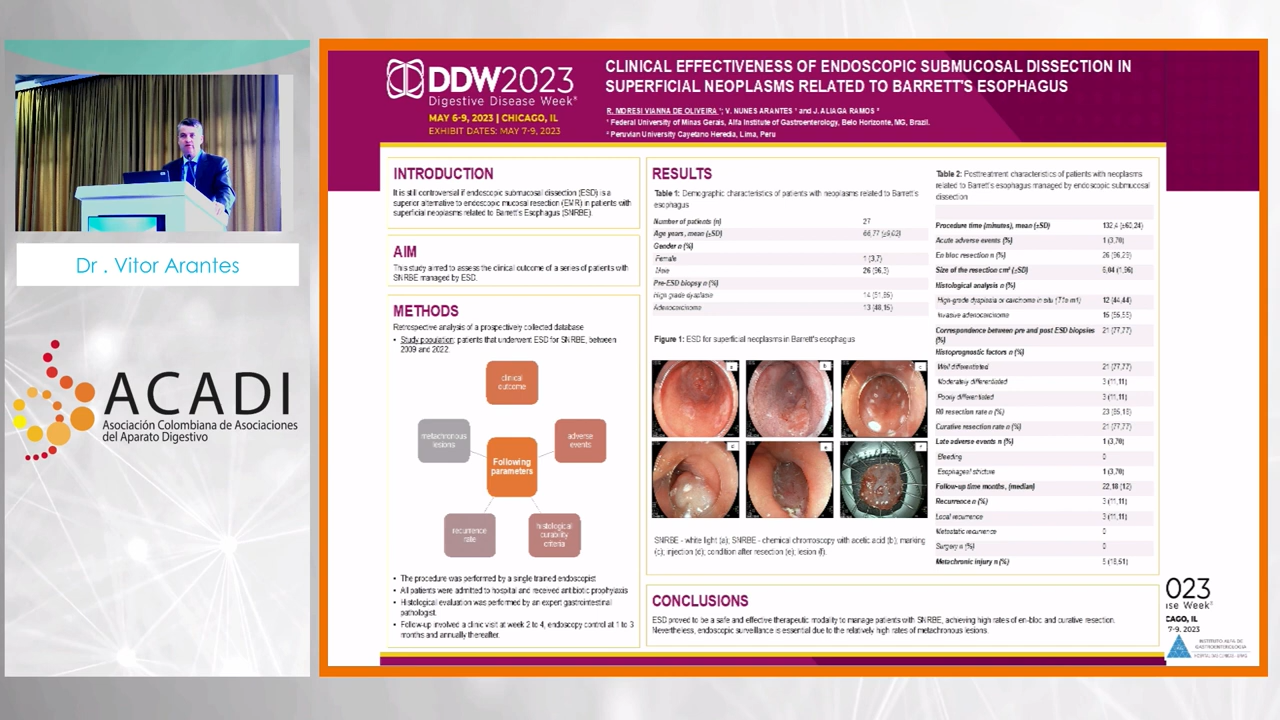 Dr . Vitor Arantes
ACADI
Asociación Colombiana de Asociaciones
del Aparato Digestivo
DDW2023
Digestive Disease Week®
MAY 6-9, 2023 | CHICAGO, IL
EXHIBIT DATES: MAY 7-9, 2023
CLINICAL EFFECTIVENESS OF ENDOSCOPIC SUBMUCOSAL DISSECTION IN
SUPERFICIAL NEOPLASMS RELATED TO BARRETT'S ESOPHAGUS
R. MORESI VIANNA DE OLIVEIRA ¹; V. NUNES ARANTES ¹ and J. ALIAGA RAMOS ²
¹ Federal University of Minas Gerais, Alfa Institute of Gastroenterology, Belo Horizonte, MG, Brazil.
² Peruvian University Cayetano Heredia, Lima, Peru
INTRODUCTION
It is still controversial if endoscopic submucosal dissection (ESD) is a
superior alternative to endoscopic mucosal resection (EMR) in patients with
superficial neoplasms related to Barrett's Esophagus (SNRBE).
AIM
This study aimed to assess the clinical outcome of a series of patients with
SNRBE managed by ESD.
METHODS
Retrospective analysis of a prospectively collected database
• Study population: patients that underwent ESD for SNRBE, between
2009 and 2022.
clinical
outcome
metachronous
lesions
adverse
events
Following
parameters
recurrence
rate
histological
curability
criteria
• The procedure was performed by a single trained endoscopist
• All patients were admitted to hospital and received antibiotic prophylaxis
• Histological evaluation was performed by an expert gastrointestinal
pathologist.
• Follow-up involved a clinic visit at week 2 to 4, endoscopy control at 1 to 3
months and annually thereafter.
RESULTS
Table 1: Demographic characteristics of patients with neoplasms related to Barrett's
esophagus
Number of patients (n) 27
Age years, mean (±SD) 66,77 (±9,02)
Gender n (%)
Female 1 (3,7)
Male 26 (96,3)
Pre-ESD biopsy n (%)
High grade dysplasia 14 (51,85)
Adenocarcinoma 13 (48,15)
Figure 1: ESD for superficial neoplasms in Barrett's esophagus
a
b
c
d
e
f
SNRBE - white light (a); SNRBE - chemical chromoscopy with acetic acid (b); marking
(c); injection (d); condition after resection (e); lesion (f).
Table 2: Posttreatment characteristics of patients with neoplasms
related to Barrett's esophagus managed by endoscopic submucosal
dissection
Procedure time (minutes), mean (±SD) 132,4 (±60,24)
Acute adverse events (%) 1 (3,70)
En bloc resection n (%) 26 (96,29)
Size of the resection cm² (±SD) 6,04 (1,96)
Histological analysis n (%)
High-grade dysplasia or carcinoma in situ (T1a m1) 12 (44,44)
Invasive adenocarcinoma 15 (55,55)
Correspondence between pre and post ESD biopsies 21 (77,77)
(%)
Histoprognostic factors n (%)
Well differentiated 21 (77,77)
Moderately differentiated 3 (11,11)
Poorly differentiated 3 (11,11)
R0 resection rate n (%) 23 (85,18)
Curative resection rate n (%) 21 (77,77)
Late adverse events n (%) 1 (3,70)
Bleeding 0
Esophageal stricture 1 (3,70)
Follow-up time months, (median) 22,18 (12)
Recurrence n (%) 3 (11,11)
Local recurrence 3 (11,11)
Metastatic recurrence 0
Surgery n (%) 0
Metachronic injury n (%) 5 (18,51)
CONCLUSIONS
ESD proved to be a safe and effective therapeutic modality to manage patients with SNRBE, achieving high rates of en-bloc and curative resection.
Nevertheless, endoscopic surveillance is essential due to the relatively high rates of metachronous lesions.
023
se Week®
CAGO, IL
7-9, 2023
INSTITUTO ALFA DE
GASTROENTEROLOGIA